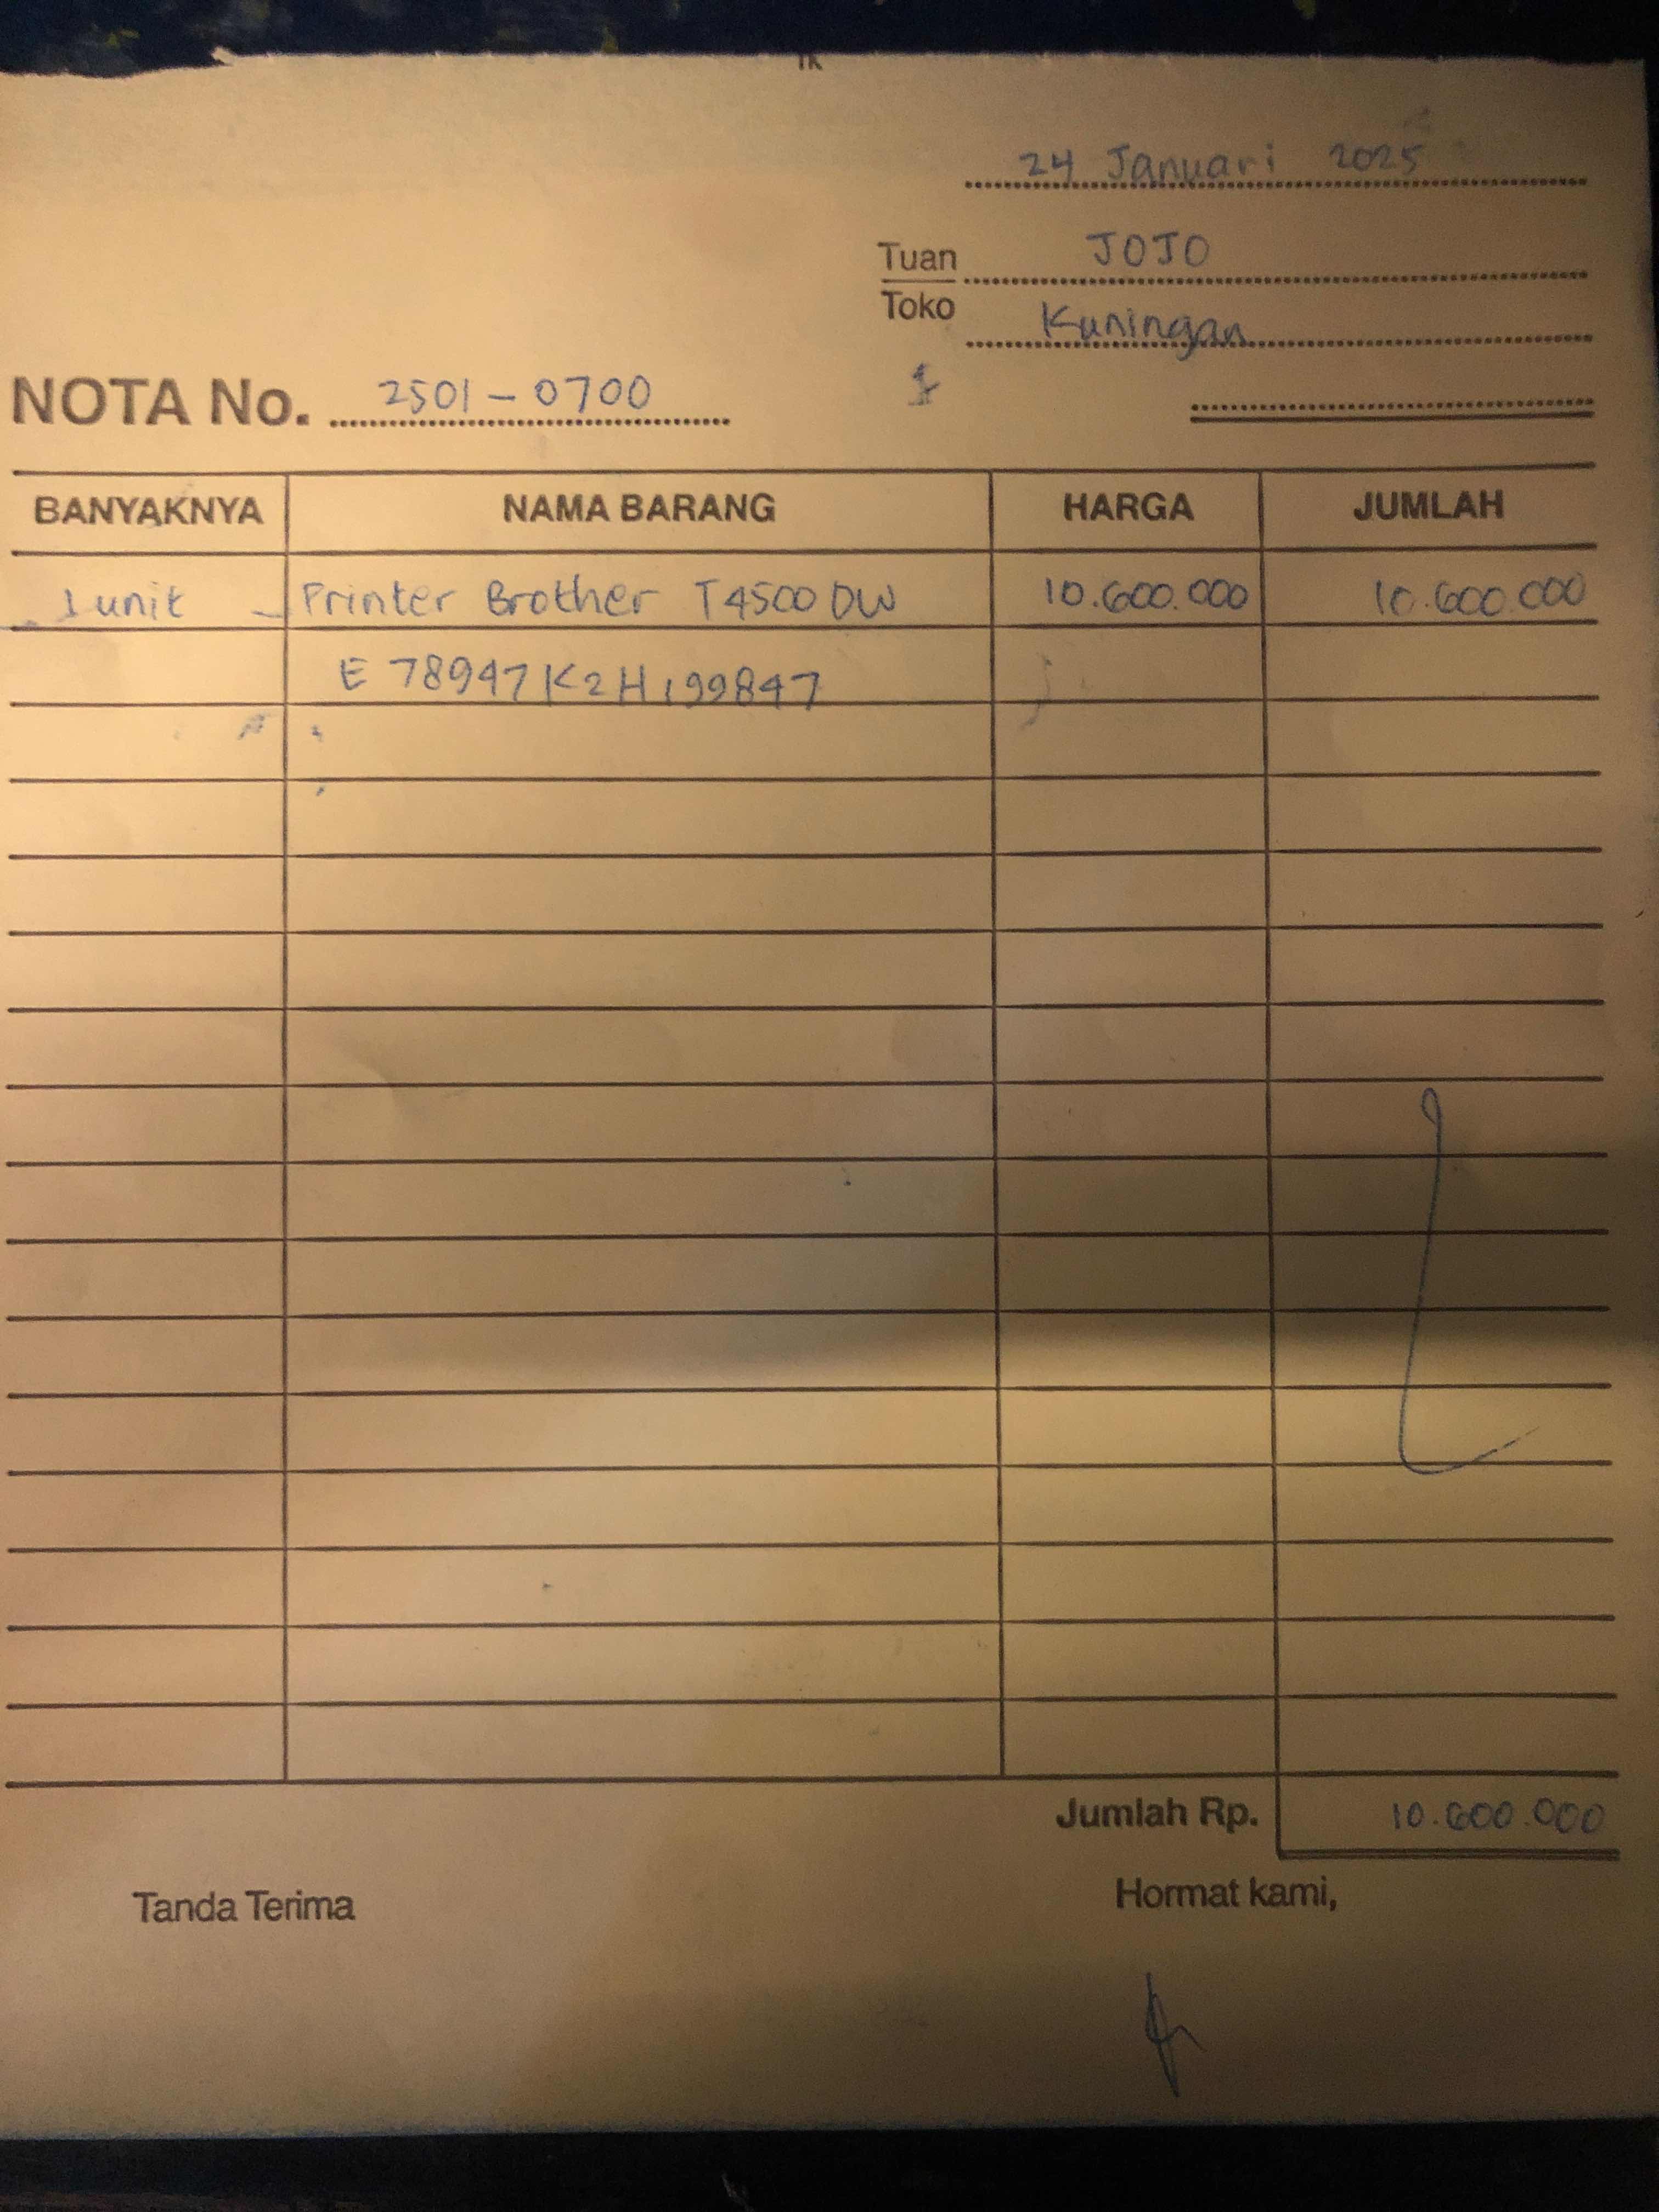 24 Januari 2025
Tuan JOJO
Toko Kuningan
NOTA No. 2501-0700
BANYAKNYA NAMA BARANG HARGA JUMLAH
1 unit - Printer Brother T4500 DW 10.600.000 10.600.000
E 78947K2H199847
Jumlah Rp. 10.600.000
Tanda Terima Hormat kami,